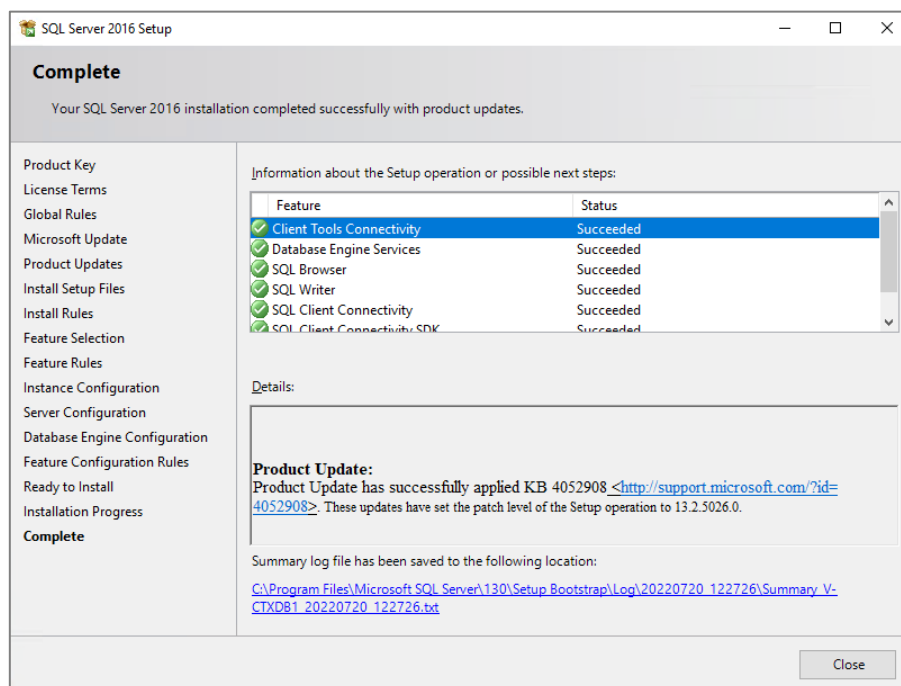 SQL Server 2016 Setup
Complete
Your SQL Server 2016 installation completed successfully with product updates.
Product Key
License Terms
Global Rules
Microsoft Update
Product Updates
Install Setup Files
Install Rules
Feature Selection
Feature Rules
Instance Configuration
Server Configuration
Database Engine Configuration
Feature Configuration Rules
Ready to Install
Installation Progress
Complete
Information about the Setup operation or possible next steps:
Feature Status
Client Tools Connectivity Succeeded
Database Engine Services Succeeded
SQL Browser Succeeded
SQL Writer Succeeded
SQL Client Connectivity Succeeded
SQL Client Connectivity SDK Succeeded
Details:
Product Update:
Product Update has successfully applied KB 4052908 <http://support.microsoft.com/?id=
4052908>. These updates have set the patch level of the Setup operation to 13.2.5026.0.
Summary log file has been saved to the following location:
C:\Program Files\Microsoft SQL Server\130\Setup Bootstrap\Log\20220720_122726\Summary_V-
CTXDB1_20220720_122726.txt
Close